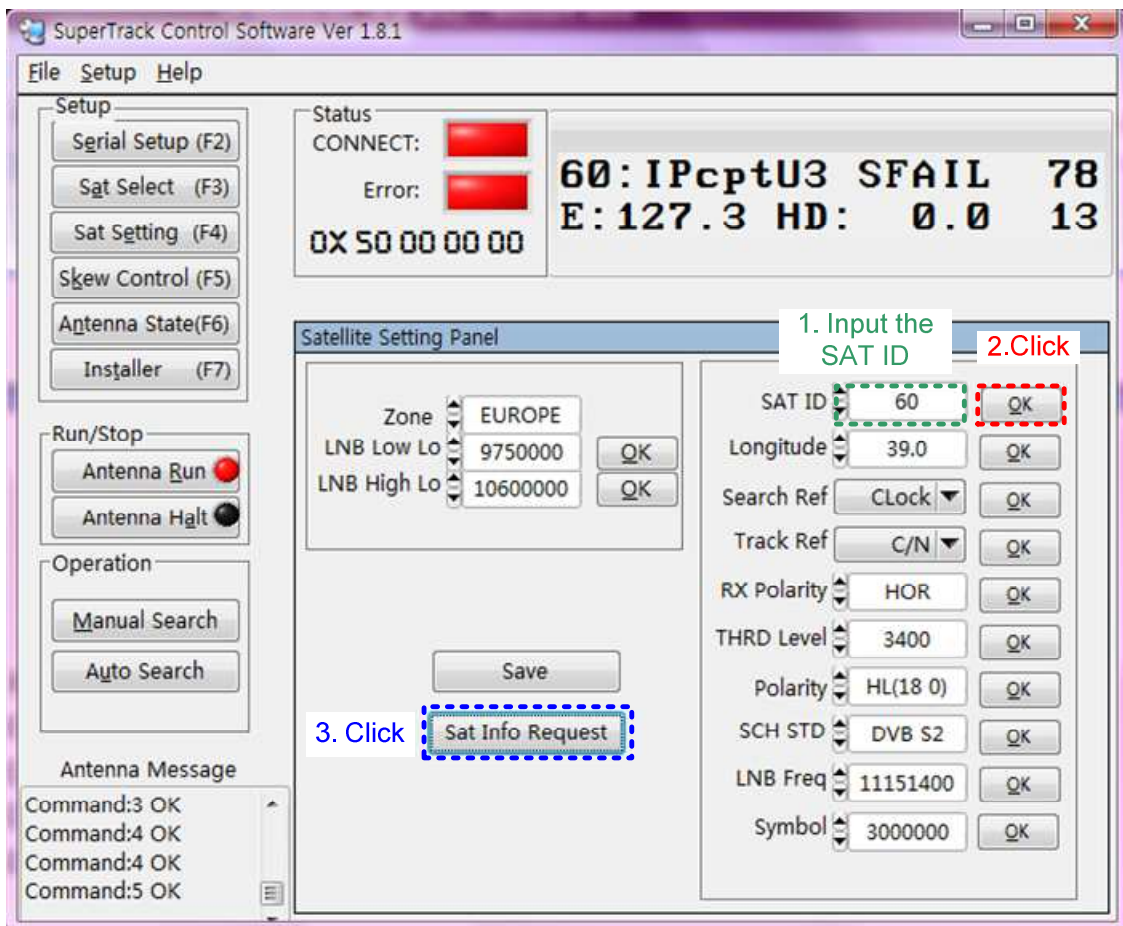 SuperTrack Control Software Ver 1.8.1
File Setup Help
Setup
Serial Setup (F2)
Sat Select (F3)
Sat Setting (F4)
Skew Control (F5)
Antenna State(F6)
Installer (F7)
Run/Stop
Antenna Run
Antenna Halt
Operation
Manual Search
Auto Search
Antenna Message
Command:3 OK
Command:4 OK
Command:4 OK
Command:5 OK
Status
CONNECT:
Error:
0X 50 00 00 00
60:IPcptU3 SFAIL 78
E:127.3 HD: 0.0 13
Satellite Setting Panel
Zone EUROPE
LNB Low Lo 9750000 OK
LNB High Lo 10600000 OK
Save
3. Click Sat Info Request
1. Input the
SAT ID
2.Click
SAT ID 60 OK
Longitude 39.0 OK
Search Ref CLock OK
Track Ref C/N OK
RX Polarity HOR OK
THRD Level 3400 OK
Polarity HL(18 0) OK
SCH STD DVB S2 OK
LNB Freq 11151400 OK
Symbol 3000000 OK